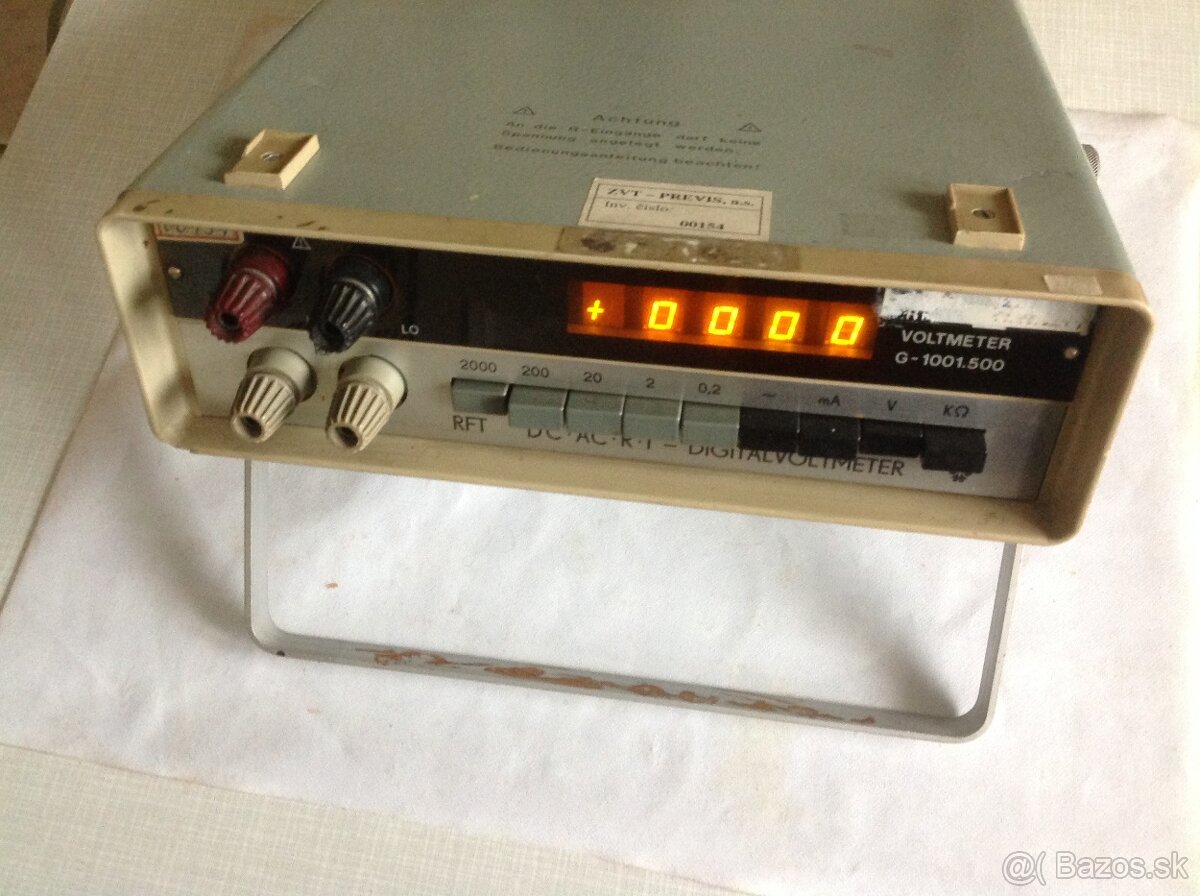 Achtung
An die R-Eingänge darf keine
Spannung angelegt werden.
Bedienungsanleitung beachten!
ZVT - PREVIS, n.s.
Inv. číslo:
00154
LO
+ 0000
VOLTMETER
G-1001.500
2000 200 20 2 0,2 ~ mA V KΩ
RFT DC·AC·R·I - DIGITALVOLTMETER
@( Bazos.sk